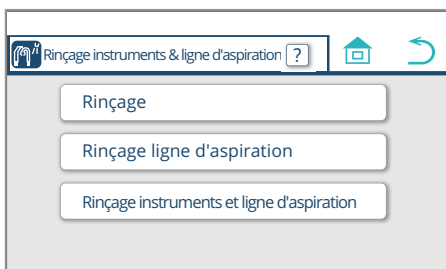 Rinçage instruments & ligne d'aspiration ?
Rinçage
Rinçage ligne d'aspiration
Rinçage instruments et ligne d'aspiration